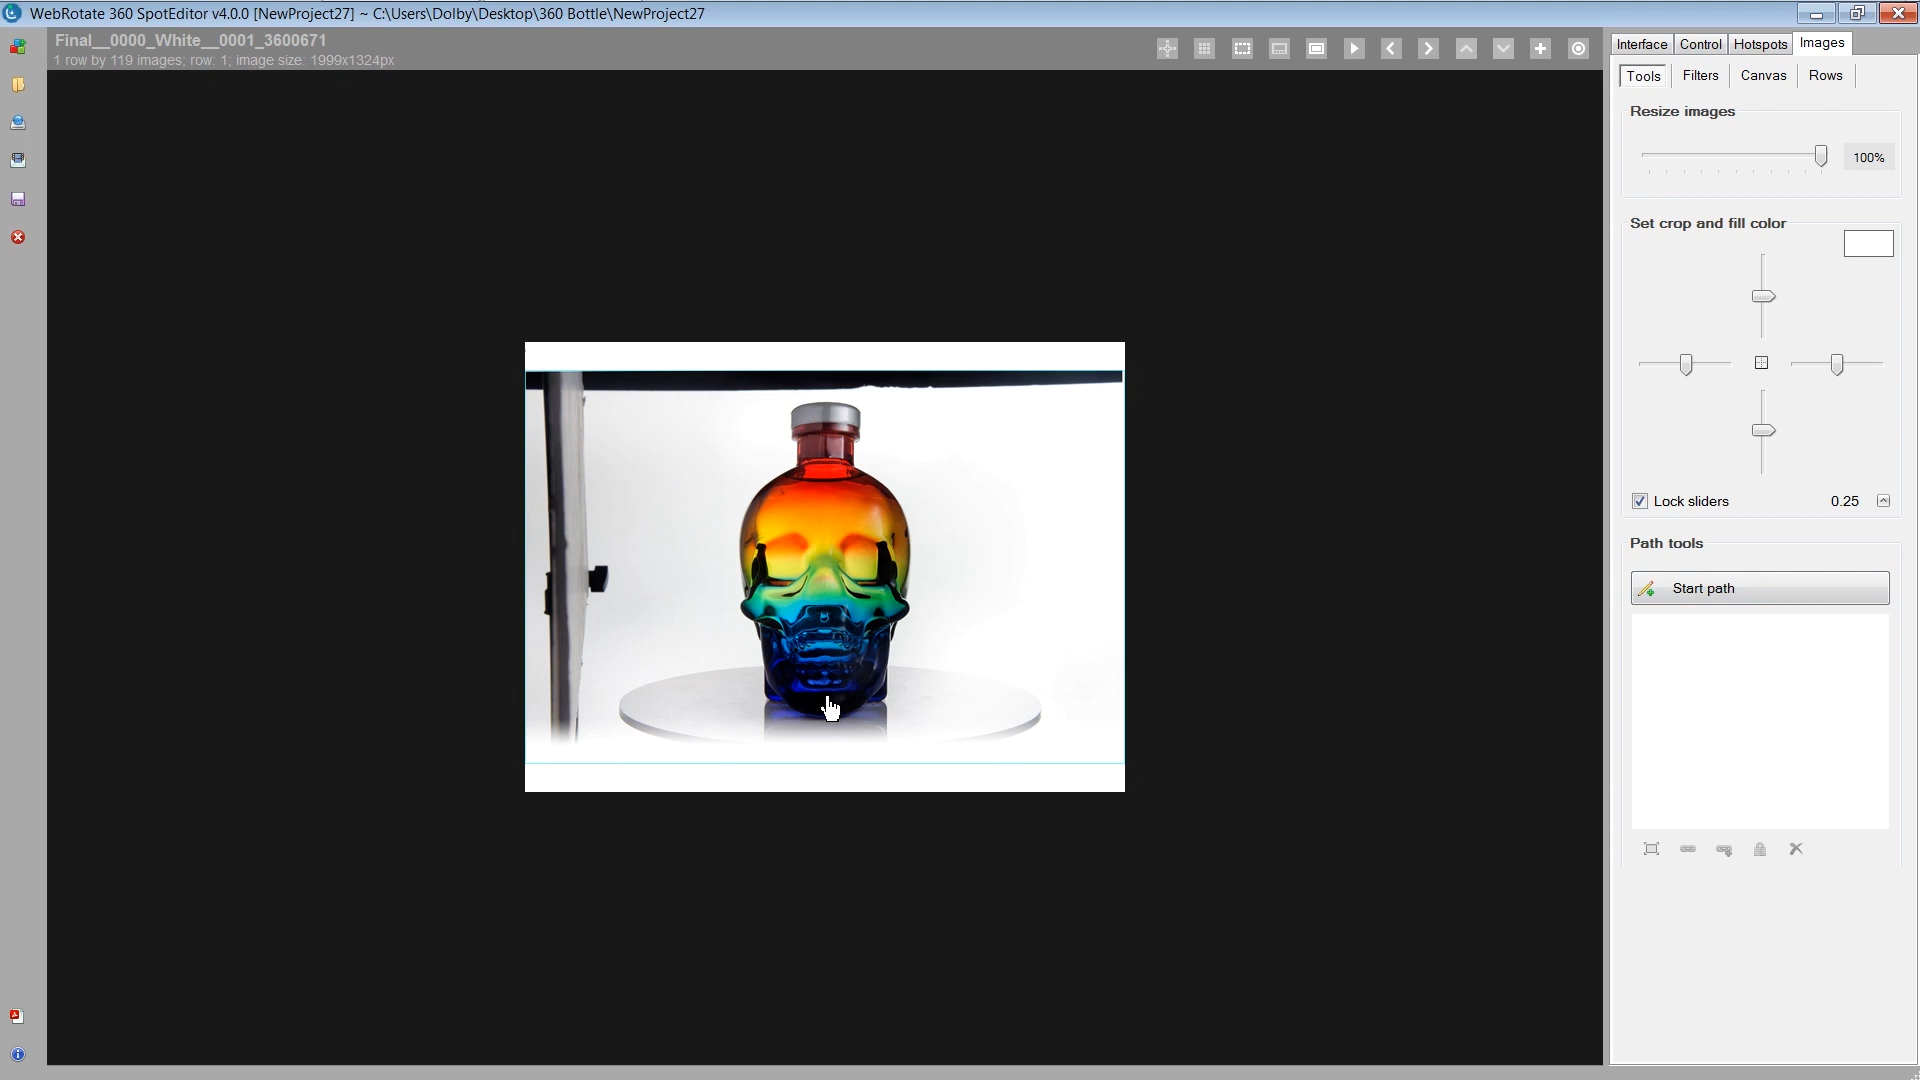 WebRotate 360 SpotEditor v4.0.0 [NewProject27] ~ C:\Users\Dolby\Desktop\360 Bottle\NewProject27
Final__0000_White__0001_3600671
1 row by 119 images; row: 1; image size: 1999x1324px
Interface Control Hotspots Images
Tools Filters Canvas Rows
Resize images
100%
Set crop and fill color
Lock sliders 0.25
Path tools
Start path